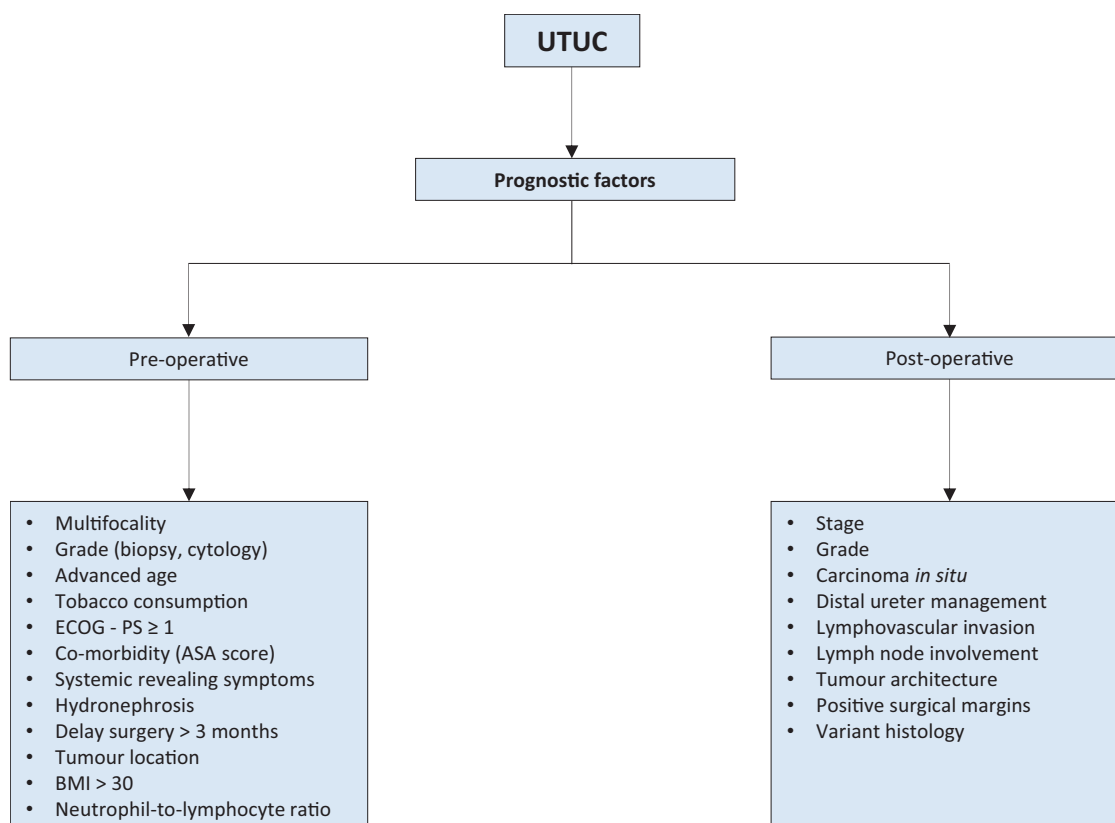 UTUC
Prognostic factors
Pre-operative
Post-operative
• Multifocality
• Grade (biopsy, cytology)
• Advanced age
• Tobacco consumption
• ECOG - PS ≥ 1
• Co-morbidity (ASA score)
• Systemic revealing symptoms
• Hydronephrosis
• Delay surgery > 3 months
• Tumour location
• BMI > 30
• Neutrophil-to-lymphocyte ratio
• Stage
• Grade
• Carcinoma in situ
• Distal ureter management
• Lymphovascular invasion
• Lymph node involvement
• Tumour architecture
• Positive surgical margins
• Variant histology